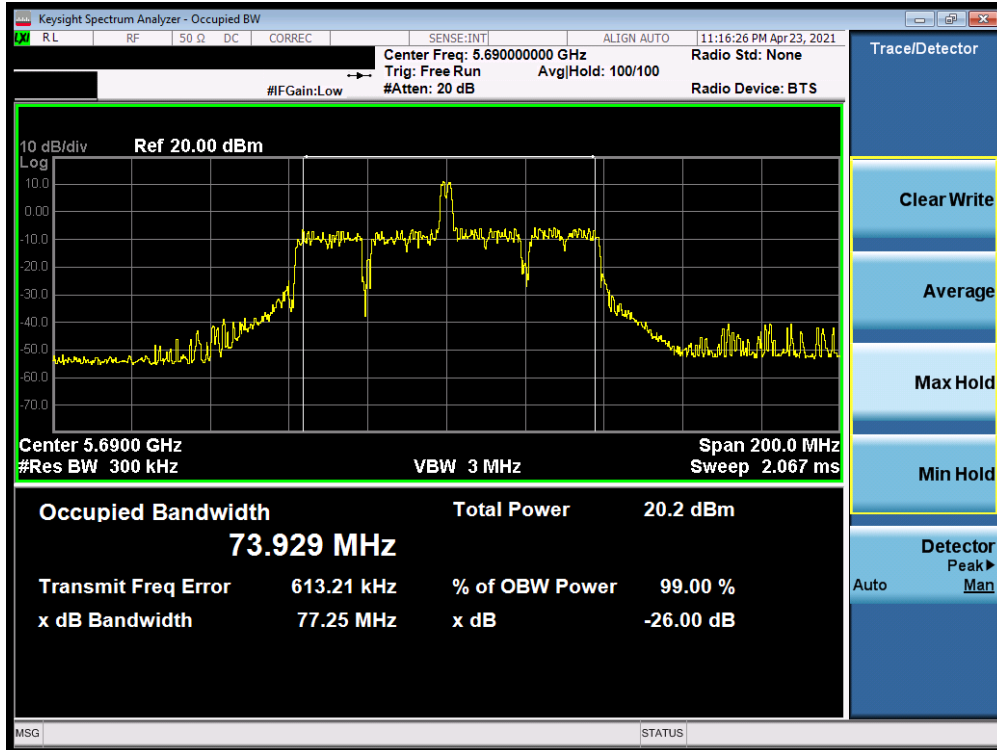 Keysight Spectrum Analyzer - Occupied BW
LXI RL RF 50 Ω DC CORREC SENSE:INT ALIGN AUTO 11:16:26 PM Apr 23, 2021
Center Freq: 5.690000000 GHz Radio Std: None
Trig: Free Run Avg|Hold: 100/100
#IFGain:Low #Atten: 20 dB Radio Device: BTS
10 dB/div Ref 20.00 dBm
Log
10.0
0.00
-10.0
-20.0
-30.0
-40.0
-50.0
-60.0
-70.0
Center 5.6900 GHz Span 200.0 MHz
#Res BW 300 kHz VBW 3 MHz Sweep 2.067 ms
Occupied Bandwidth Total Power 20.2 dBm
73.929 MHz
Transmit Freq Error 613.21 kHz % of OBW Power 99.00 %
x dB Bandwidth 77.25 MHz x dB -26.00 dB
MSG STATUS
Trace/Detector
Clear Write
Average
Max Hold
Min Hold
Detector
Peak▶
Auto Man